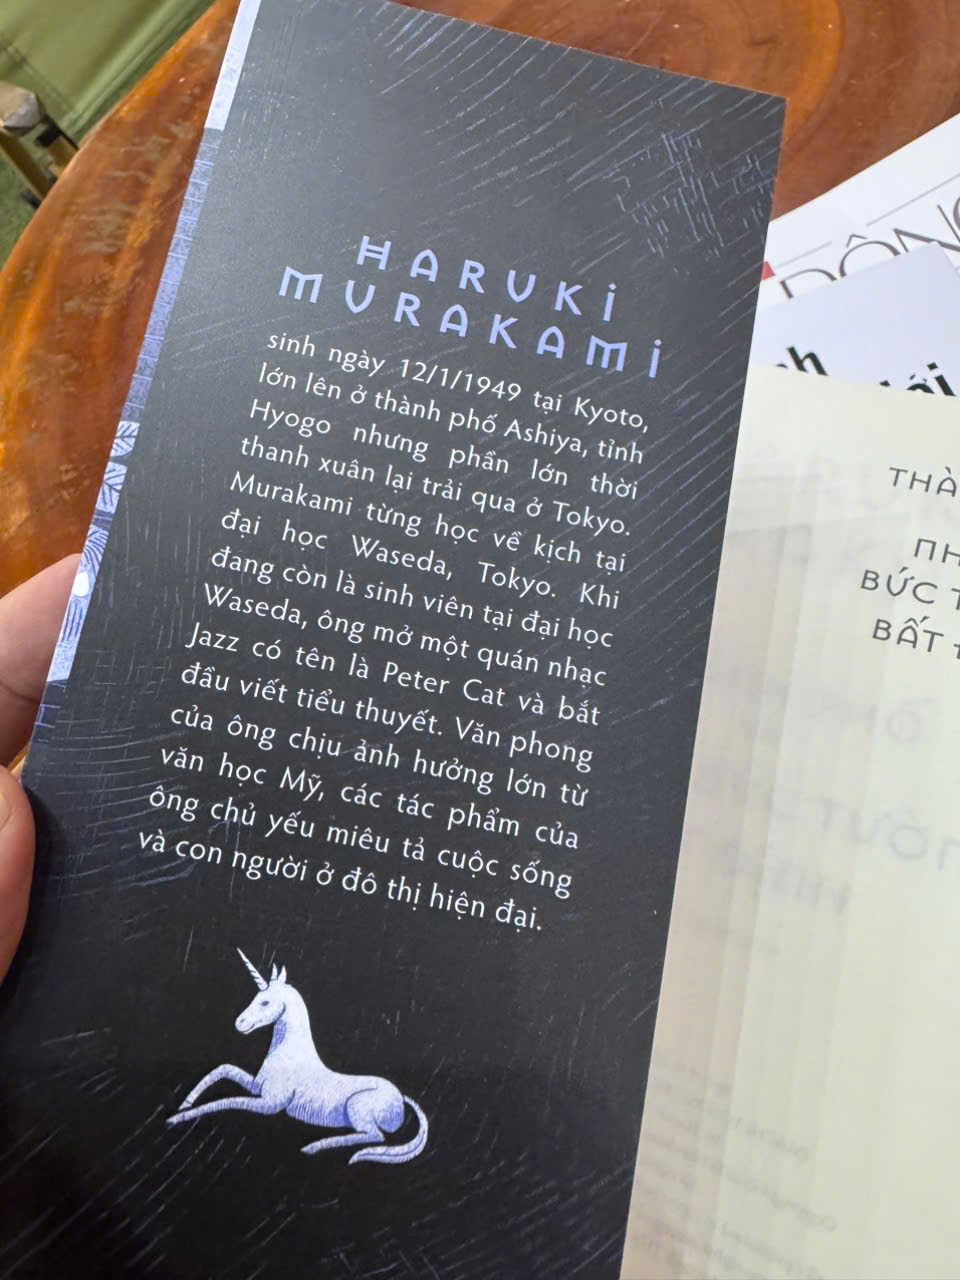 HARUKI
MURAKAMI
sinh ngày 12/1/1949 tại Kyoto,
lớn lên ở thành phố Ashiya, tỉnh
Hyogo nhưng phần lớn thời
thanh xuân lại trải qua ở Tokyo.
Murakami từng học về kịch tại
đại học Waseda, Tokyo. Khi
đang còn là sinh viên tại đại học
Waseda, ông mở một quán nhạc
Jazz có tên là Peter Cat và bắt
đầu viết tiểu thuyết. Văn phong
của ông chịu ảnh hưởng lớn từ
văn học Mỹ, các tác phẩm của
ông chủ yếu miêu tả cuộc sống
và con người ở đô thị hiện đại.
BỨC
BẤT